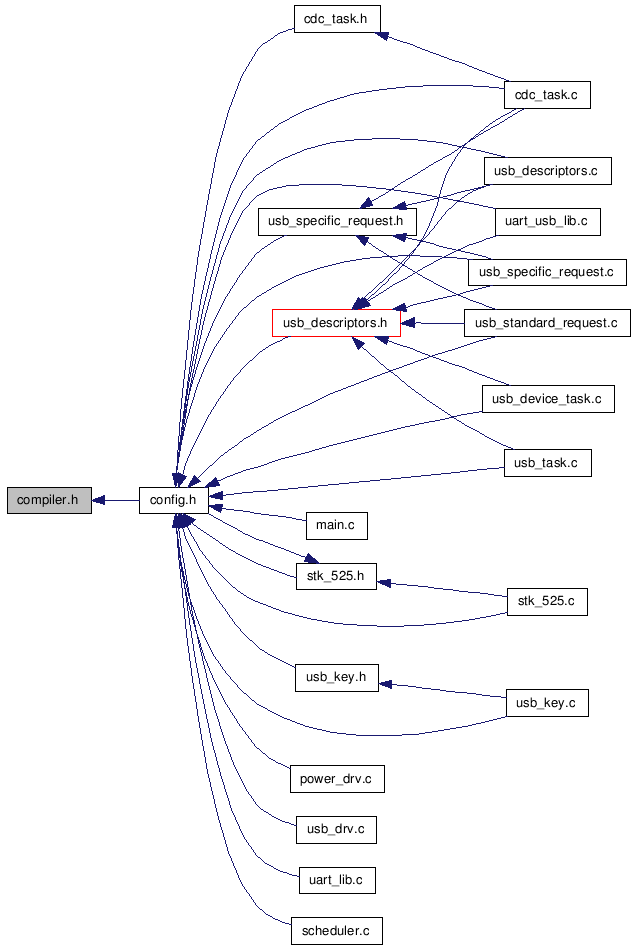 cdc_task.h
cdc_task.c
usb_descriptors.c
usb_specific_request.h
uart_usb_lib.c
usb_specific_request.c
usb_descriptors.h
usb_standard_request.c
usb_device_task.c
usb_task.c
compiler.h
config.h
main.c
stk_525.h
stk_525.c
usb_key.h
usb_key.c
power_drv.c
usb_drv.c
uart_lib.c
scheduler.c